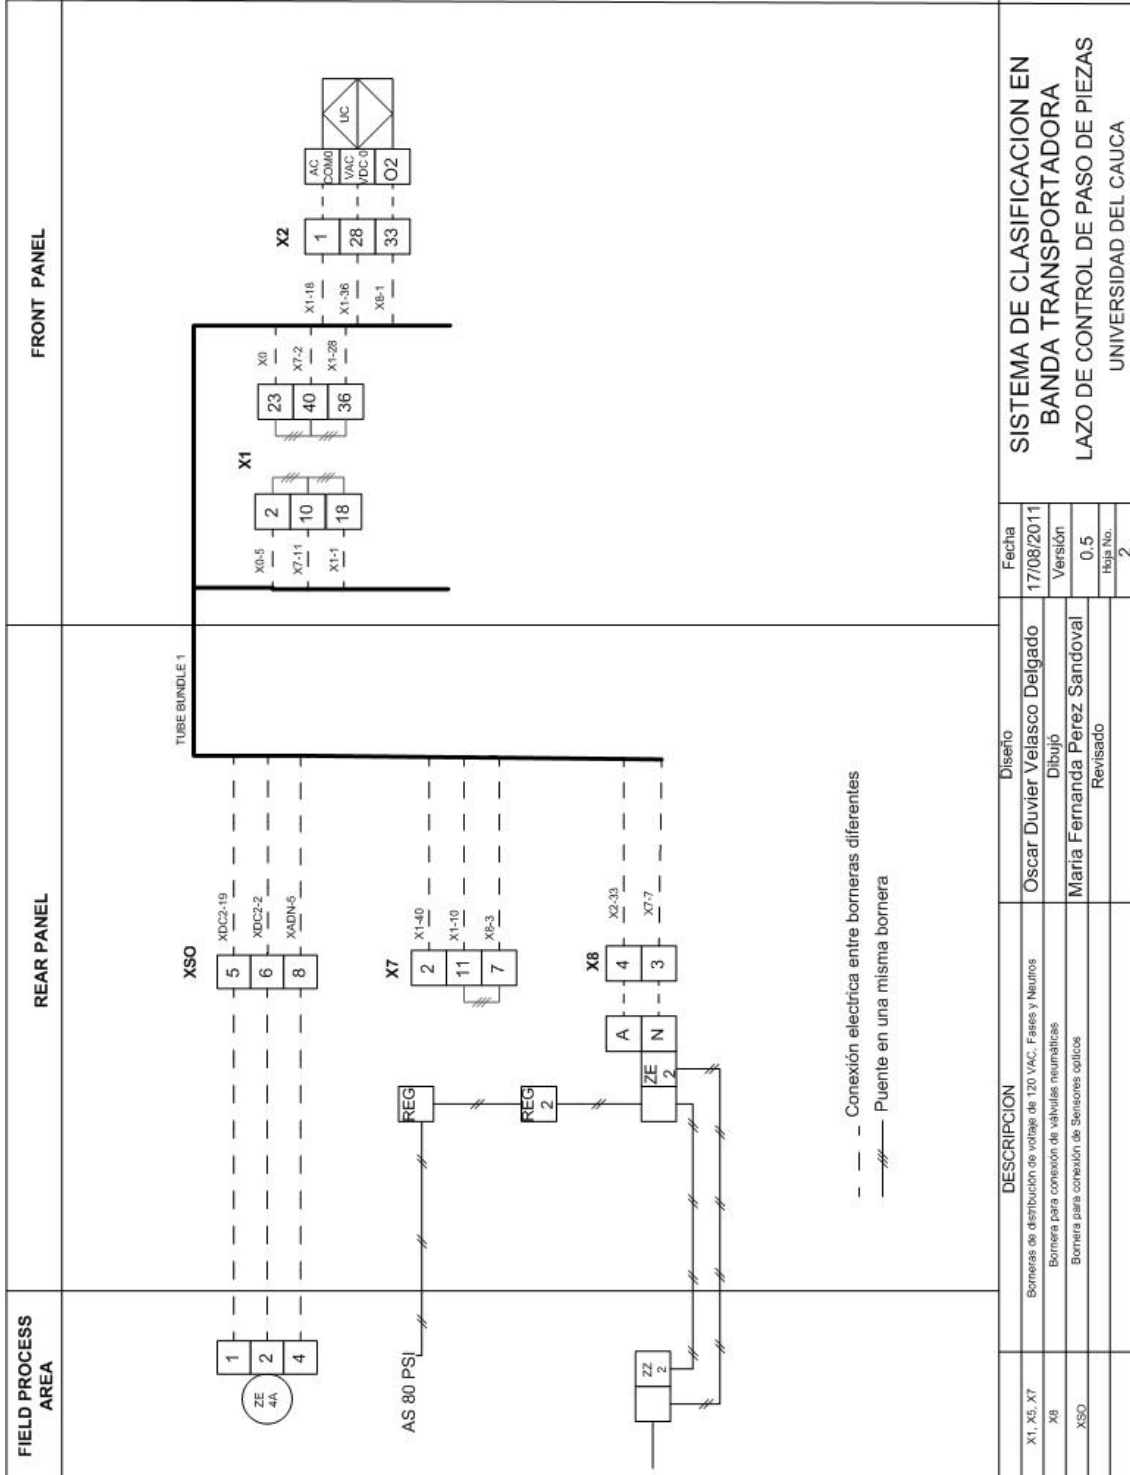 FIELD PROCESS
AREA
REAR PANEL
FRONT PANEL
TUBE BUNDLE 1
ZE
4A
1
2
4
XSO
5
6
8
XDC2-19
XDC2-2
XADN-5
AS 80 PSI
REG
REG
2
X7
2
11
7
X1-40
X1-10
X8-3
ZZ
2
ZE
2
A
N
X8
4
3
X2-33
X7-7
X1
X0-5
X7-11
X1-1
2
10
18
23
40
36
X0
X7-2
X1-28
X2
X1-18
X1-36
X8-1
1
28
33
AC
COM0
VAC
VDC 0
O2
UC
Conexión electrica entre borneras diferentes
Puente en una misma bornera
DESCRIPCION
X1, X5, X7
Borneras de distribución de voltaje de 120 VAC, Fases y Neutros
X8
Bornera para conexión de válvulas neumáticas
XSO
Bornera para conexión de Sensores opticos
Diseño
Oscar Duvier Velasco Delgado
Dibujó
Maria Fernanda Perez Sandoval
Revisado
Fecha
17/08/2011
Versión
0.5
Hoja No.
2
SISTEMA DE CLASIFICACION EN
BANDA TRANSPORTADORA
LAZO DE CONTROL DE PASO DE PIEZAS
UNIVERSIDAD DEL CAUCA